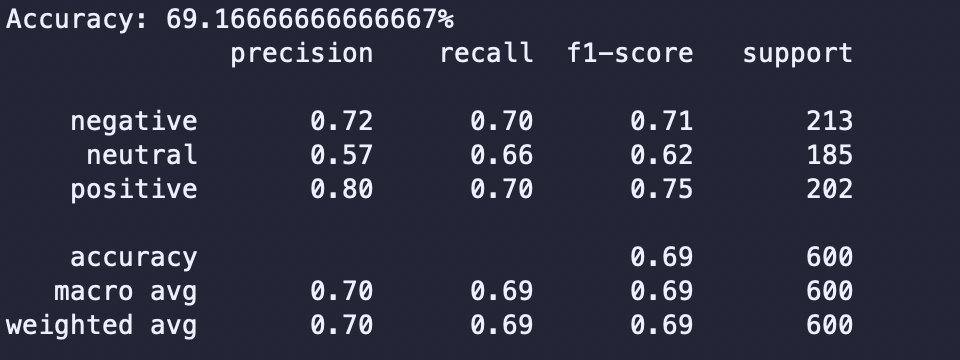 Accuracy: 69.16666666666667%
precision recall f1-score support
negative 0.72 0.70 0.71 213
neutral 0.57 0.66 0.62 185
positive 0.80 0.70 0.75 202
accuracy 0.69 600
macro avg 0.70 0.69 0.69 600
weighted avg 0.70 0.69 0.69 600